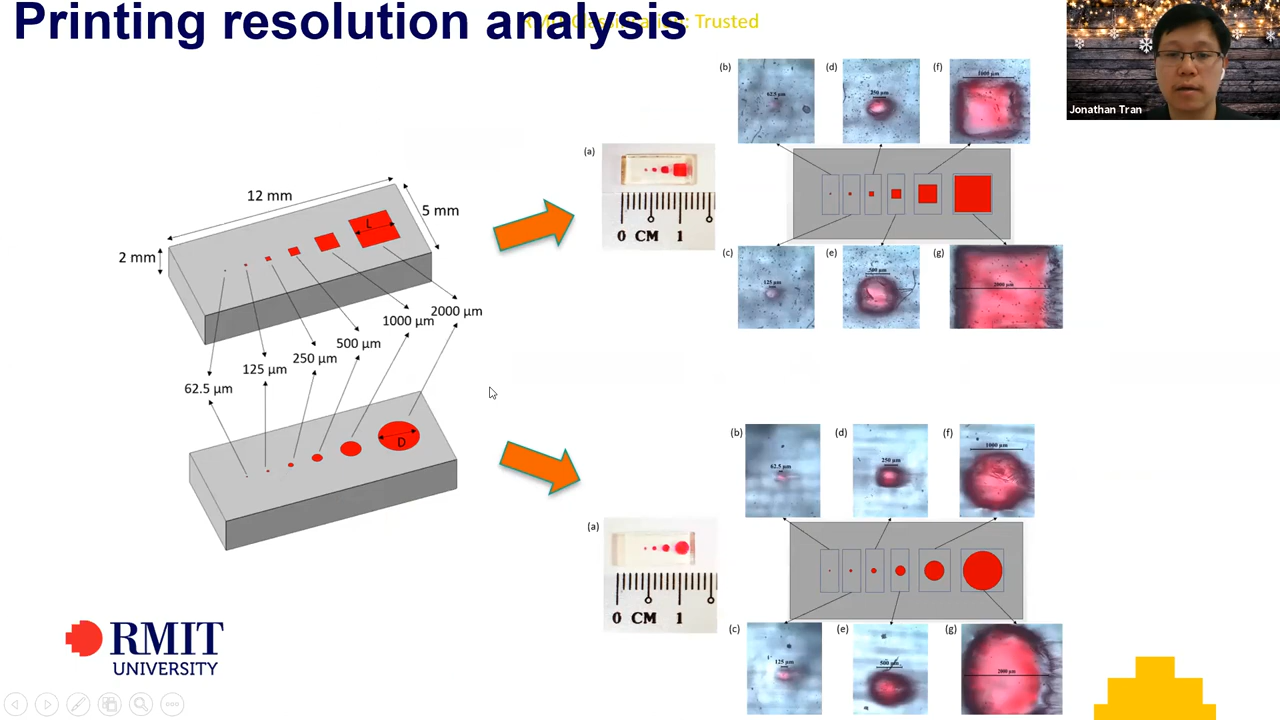 Printing resolution analysis
Trusted
Jonathan Tran
12 mm
5 mm
2 mm
L
2000 µm
1000 µm
500 µm
250 µm
125 µm
62.5 µm
D
(a)
0 CM 1
(b)
62.5 µm
(d)
250 µm
(f)
1000 µm
(c)
125 µm
(e)
500 µm
(g)
2000 µm
(a)
0 CM 1
(b)
62.5 µm
(d)
250 µm
(f)
1000 µm
(c)
125 µm
(e)
500 µm
(g)
2000 µm
RMIT
UNIVERSITY